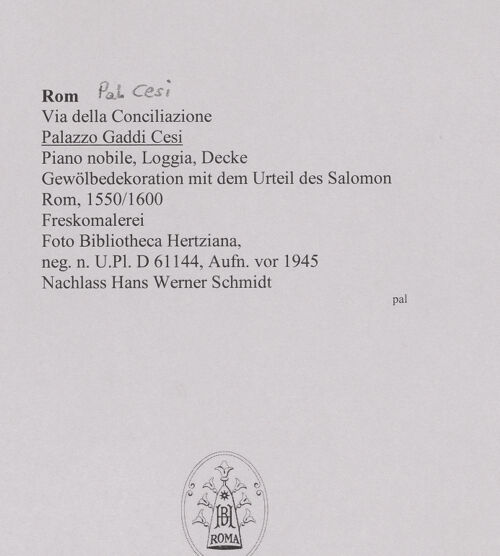 Rom Pal Cesi
Via della Conciliazione
Palazzo Gaddi Cesi
Piano nobile, Loggia, Decke
Gewölbedekoration mit dem Urteil des Salomon
Rom, 1550/1600
Freskomalerei
Foto Bibliotheca Hertziana,
neg. n. U.Pl. D 61144, Aufn. vor 1945
Nachlass Hans Werner Schmidt
pal
BH
ROMA